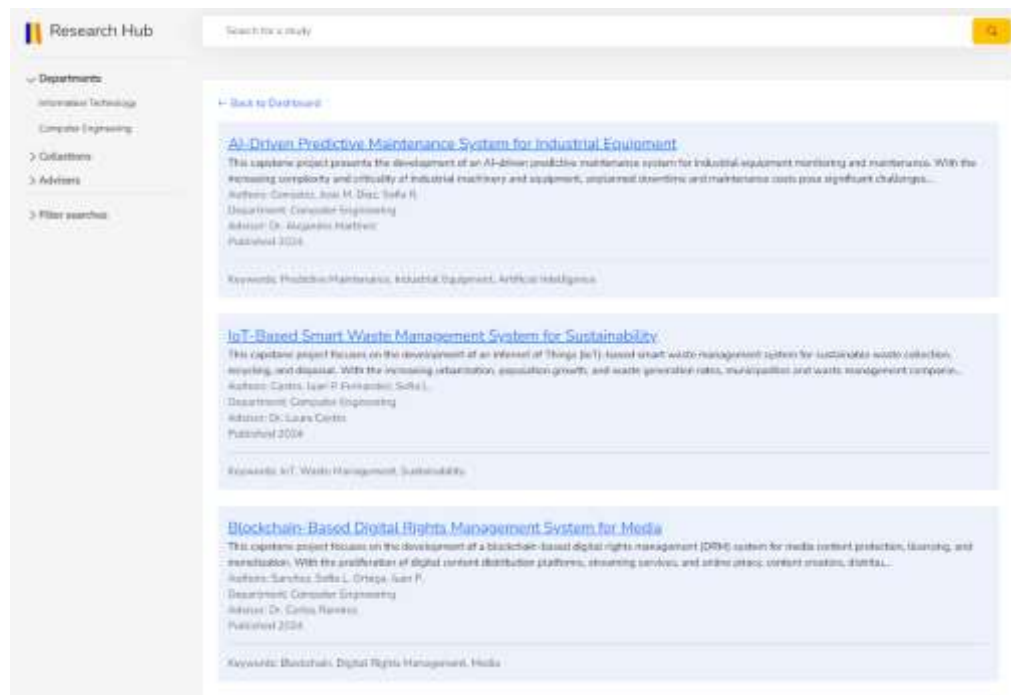 Research Hub
Search for a study
Departments
Information Technology
Computer Engineering
Collections
Advisers
Filter searches
← Back to Dashboard
AI-Driven Predictive Maintenance System for Industrial Equipment
This capstone project presents the development of an AI-driven predictive maintenance system for industrial equipment monitoring and maintenance. With the
increasing complexity and criticality of industrial machinery and equipment, unplanned downtime and maintenance costs pose significant challenges...
Authors: Gonzalez, Jose M. Diaz, Sofia R.
Department: Computer Engineering
Adviser: Dr. Alejandro Martinez
Published 2024
Keywords: Predictive Maintenance, Industrial Equipment, Artificial Intelligence
IoT-Based Smart Waste Management System for Sustainability
This capstone project focuses on the development of an Internet of Things (IoT)-based smart waste management system for sustainable waste collection,
recycling, and disposal. With the increasing urbanization, population growth, and waste generation rates, municipalities and waste management companie...
Authors: Castro, Juan P. Fernandez, Sofia L.
Department: Computer Engineering
Adviser: Dr. Laura Cortes
Published 2024
Keywords: IoT, Waste Management, Sustainability
Blockchain-Based Digital Rights Management System for Media
This capstone project focuses on the development of a blockchain-based digital rights management (DRM) system for media content protection, licensing, and
monetization. With the proliferation of digital content distribution platforms, streaming services, and online piracy, content creators, distribu...
Authors: Sanchez, Sofia L. Ortega, Juan P.
Department: Computer Engineering
Adviser: Dr. Carlos Ramirez
Published 2024
Keywords: Blockchain, Digital Rights Management, Media